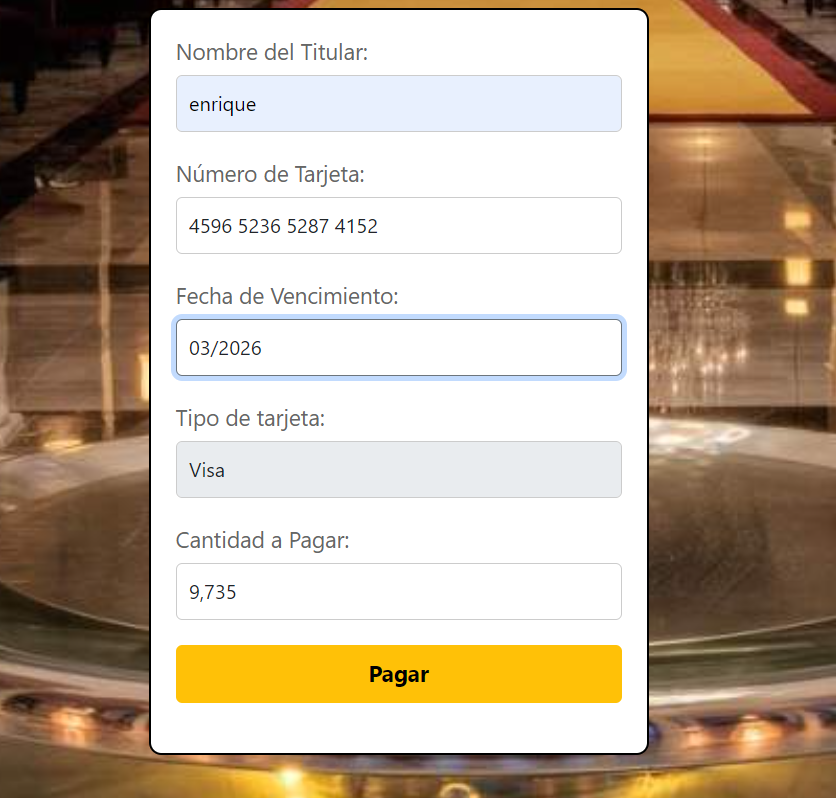 Nombre del Titular:
enrique
Número de Tarjeta:
4596 5236 5287 4152
Fecha de Vencimiento:
03/2026
Tipo de tarjeta:
Visa
Cantidad a Pagar:
9,735
Pagar